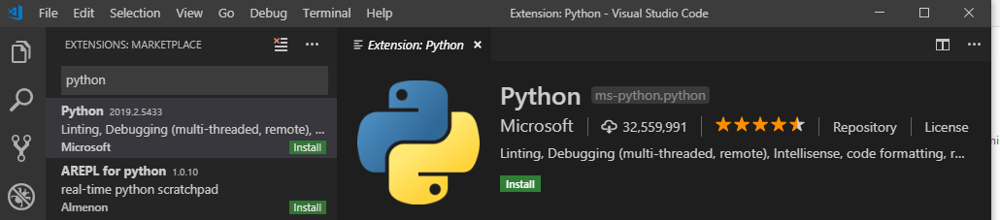 File Edit Selection View Go Debug Terminal Help Extension: Python - Visual Studio Code
EXTENSIONS: MARKETPLACE
python
Python 2019.2.5433
Linting, Debugging (multi-threaded, remote), ...
Microsoft Install
AREPL for python 1.0.10
real-time python scratchpad
Almenon Install
Extension: Python
Python ms-python.python
Microsoft 32,559,991 Repository License
Linting, Debugging (multi-threaded, remote), Intellisense, code formatting, r...
Install